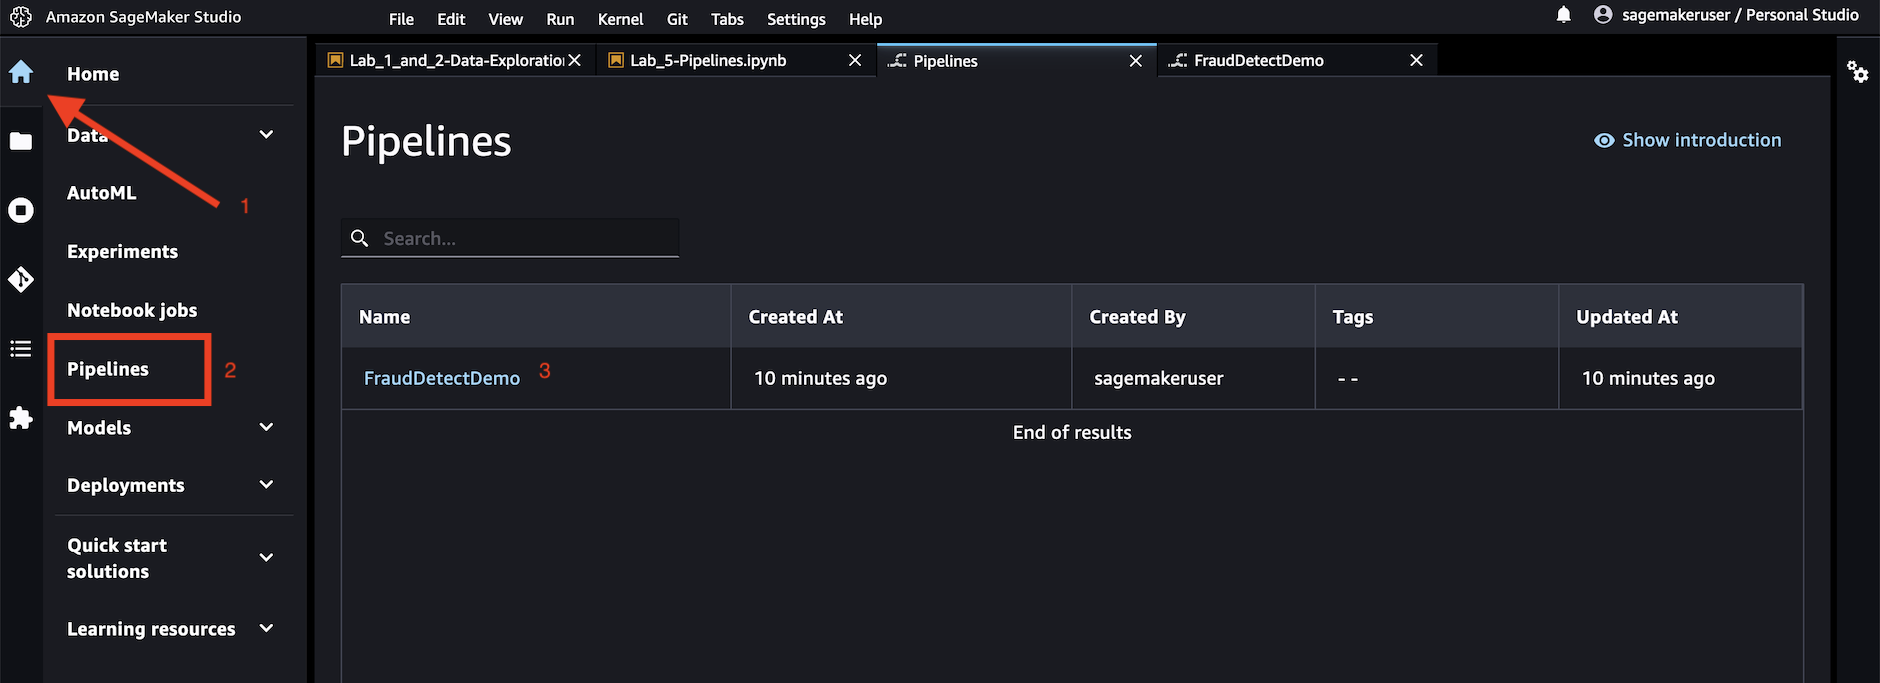 Amazon SageMaker Studio
File Edit View Run Kernel Git Tabs Settings Help
sagemakeruser / Personal Studio
Lab_1_and_2-Data-Exploratio
Lab_5-Pipelines.ipynb
Pipelines
FraudDetectDemo
Home
Data
AutoML
1
Experiments
Notebook jobs
Pipelines
2
Models
Deployments
Quick start
solutions
Learning resources
Pipelines
Show introduction
Search...
Name Created At Created By Tags Updated At
FraudDetectDemo 3 10 minutes ago sagemakeruser - - 10 minutes ago
End of results